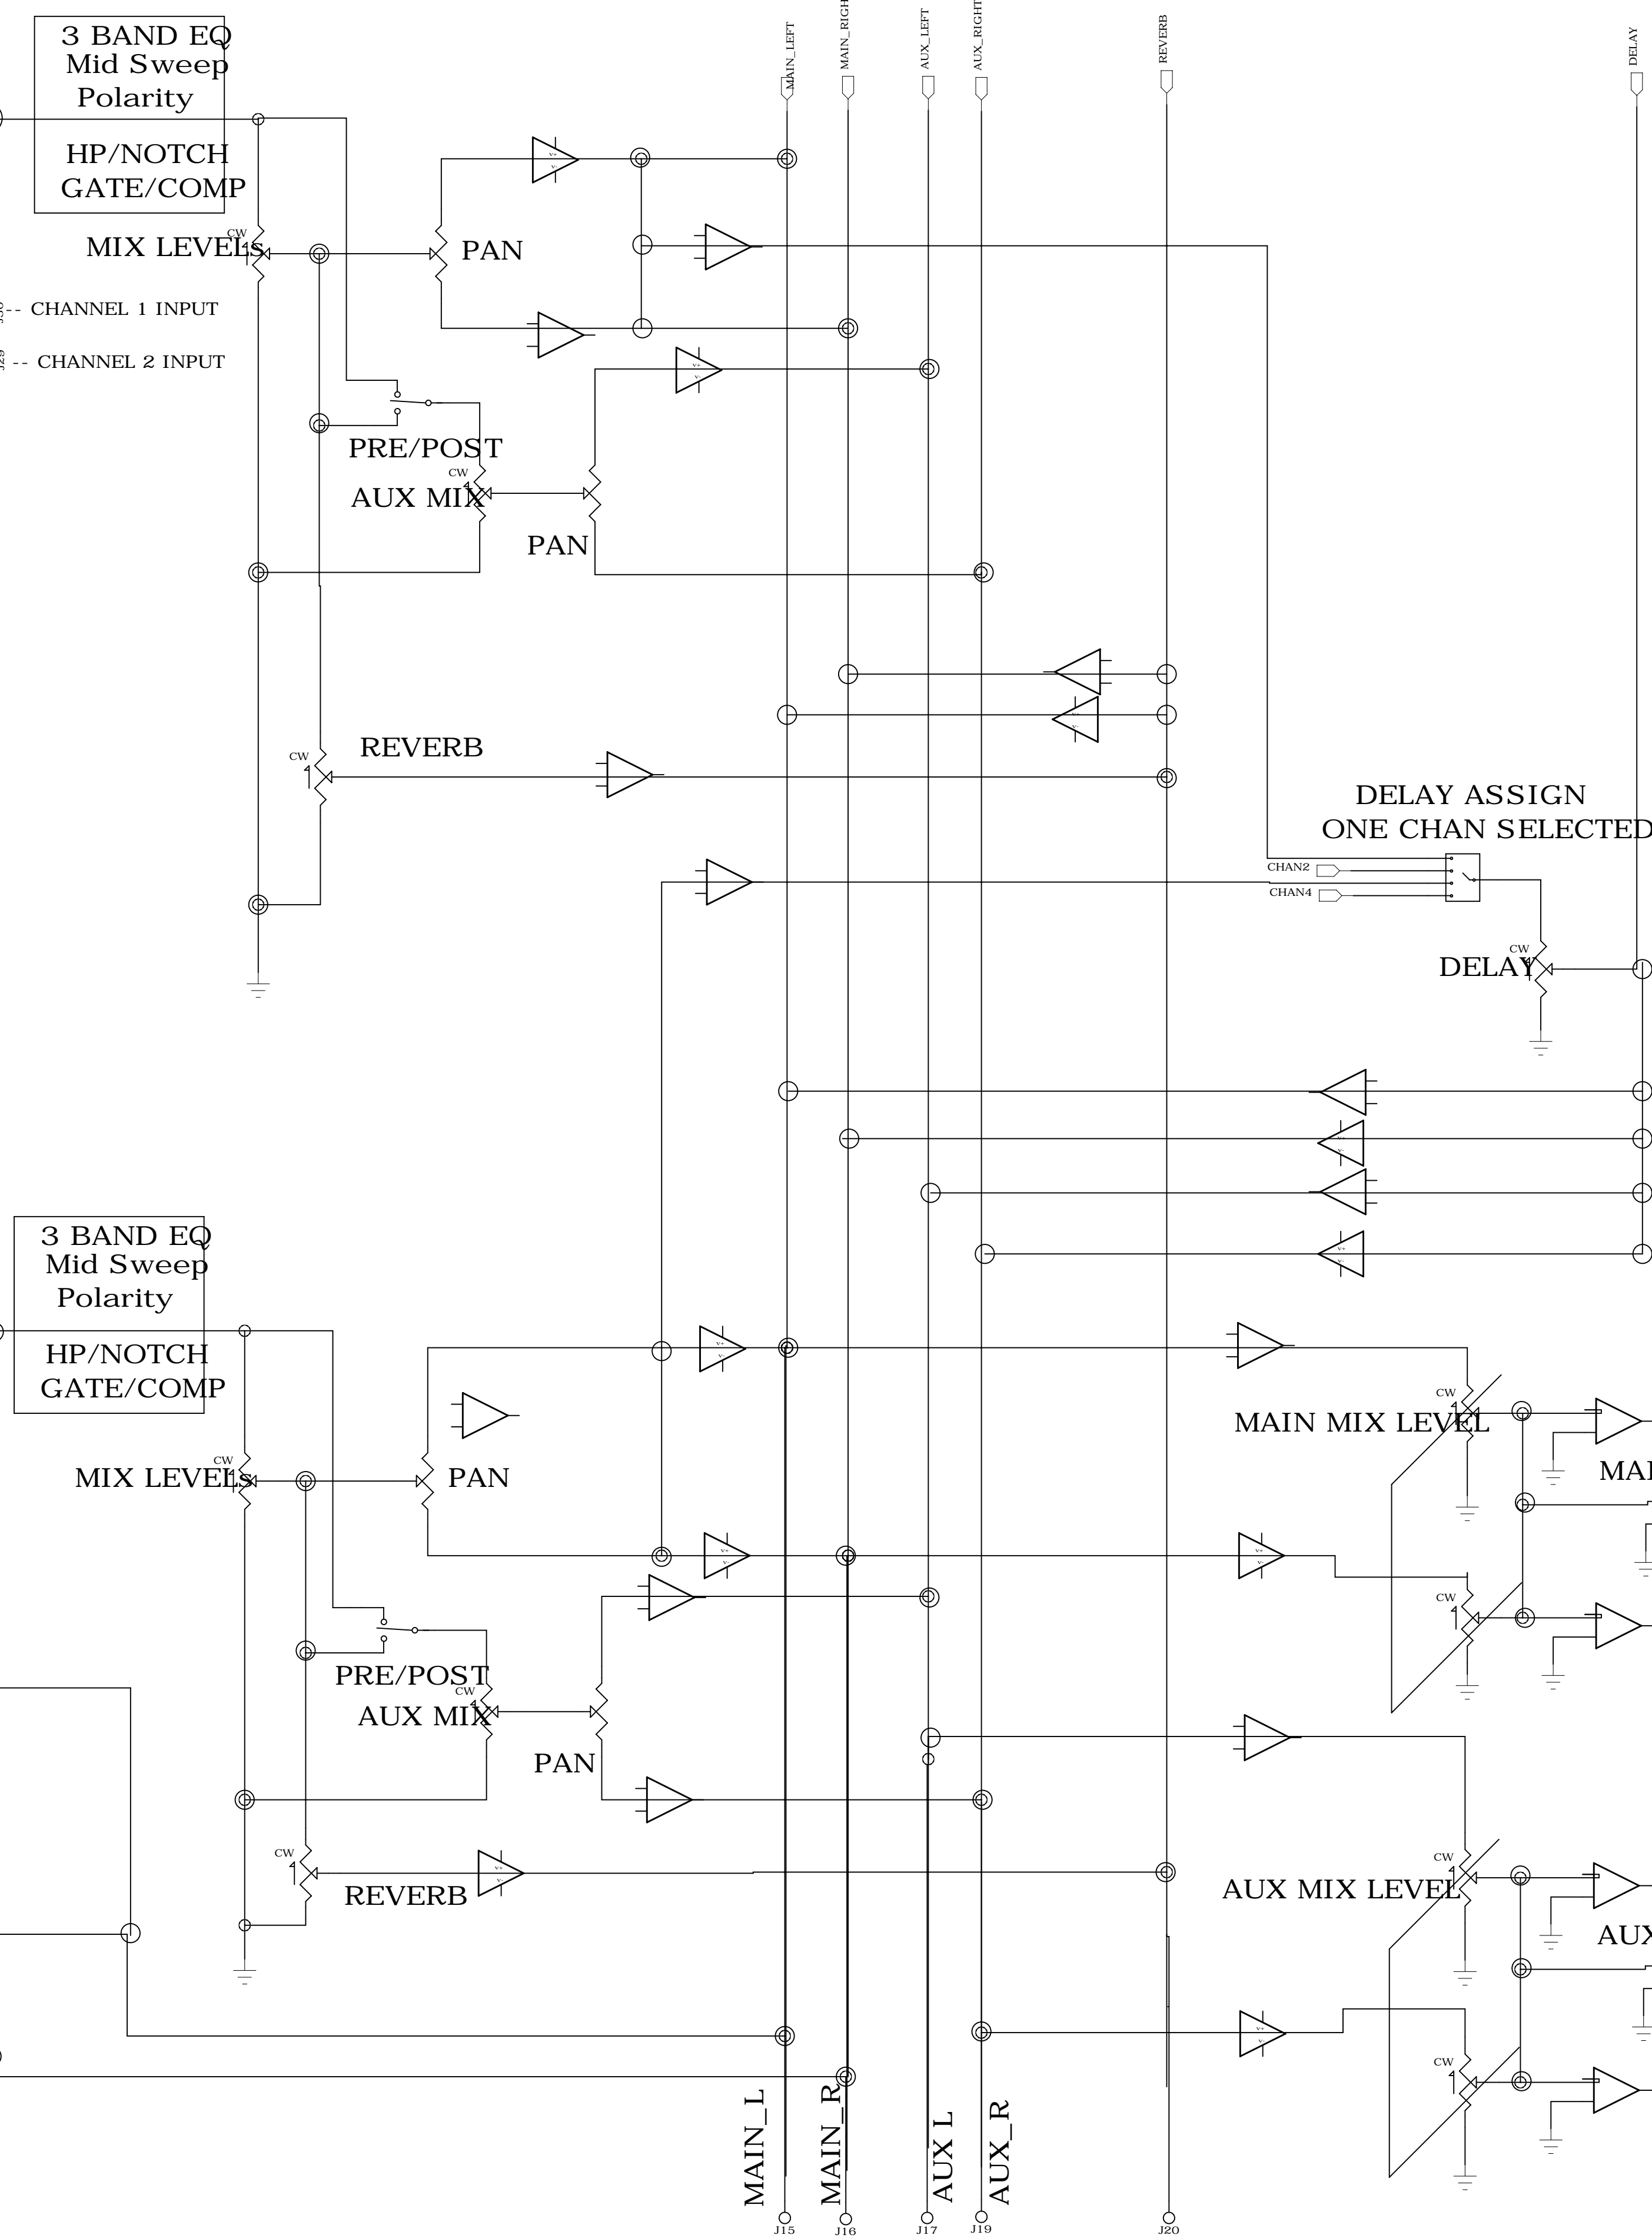 3 BAND EQ
Mid Sweep
Polarity
HP/NOTCH
GATE/COMP
MAIN_LEFT
MAIN_RIGH
AUX_LEFT
AUX_RIGHT
REVERB
DELAY
V+
V-
CW
MIX LEVELS
PAN
-- CHANNEL 1 INPUT
J29 -- CHANNEL 2 INPUT
V+
V-
PRE/POST
CW
AUX MIX
PAN
V+
V-
CW
REVERB
DELAY ASSIGN
ONE CHAN SELECTED
CHAN2
CHAN4
CW
DELAY
V+
V-
V+
V-
3 BAND EQ
Mid Sweep
Polarity
HP/NOTCH
GATE/COMP
V+
V-
CW
MAIN MIX LEVEL
CW
MIX LEVELS
PAN
MAI
V+
V-
V+
V-
CW
PRE/POST
CW
AUX MIX
PAN
CW
REVERB
V+
V-
CW
AUX MIX LEVEL
AUX
V+
V-
CW
MAIN_L
MAIN_R
AUX L
AUX_R
J15
J16
J17
J19
J20